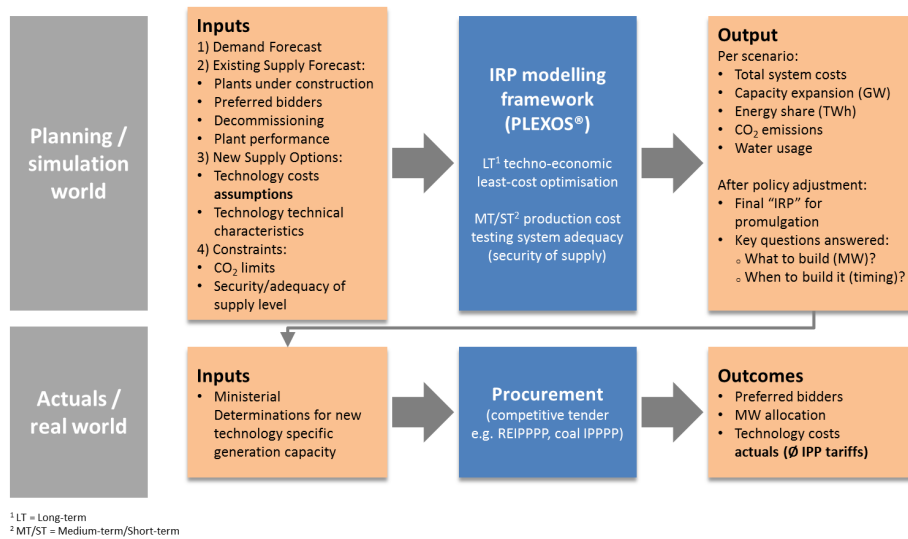 Planning /
simulation
world
Inputs
1) Demand Forecast
2) Existing Supply Forecast:
• Plants under construction
• Preferred bidders
• Decommissioning
• Plant performance
3) New Supply Options:
• Technology costs
assumptions
• Technology technical
characteristics
4) Constraints:
• CO₂ limits
• Security/adequacy of
supply level
IRP modelling
framework
(PLEXOS®)
LT¹ techno-economic
least-cost optimisation
MT/ST² production cost
testing system adequacy
(security of supply)
Output
Per scenario:
• Total system costs
• Capacity expansion (GW)
• Energy share (TWh)
• CO₂ emissions
• Water usage
After policy adjustment:
• Final “IRP” for
promulgation
• Key questions answered:
o What to build (MW)?
o When to build it (timing)?
Actuals /
real world
Inputs
• Ministerial
Determinations for new
technology specific
generation capacity
Procurement
(competitive tender
e.g. REIPPPP, coal IPPPP)
Outcomes
• Preferred bidders
• MW allocation
• Technology costs
actuals (Ø IPP tariffs)
¹ LT = Long-term
² MT/ST = Medium-term/Short-term